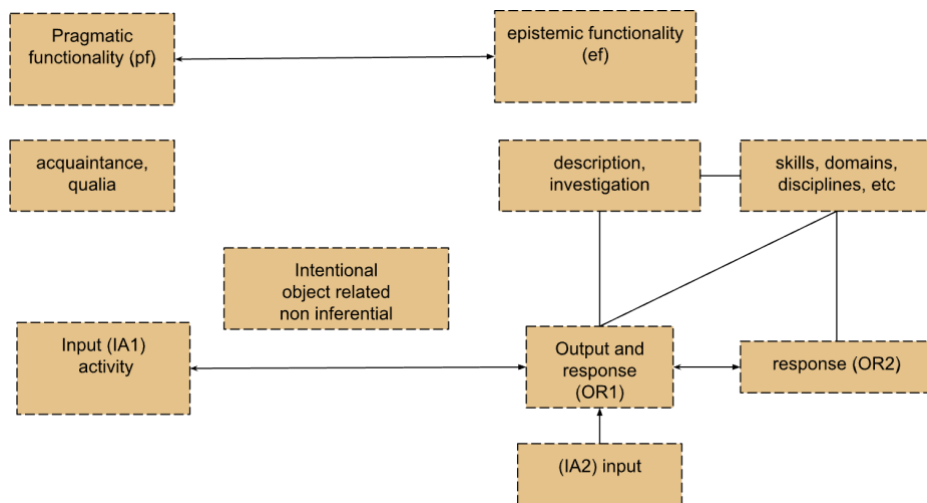 Pragmatic
functionality (pf)
epistemic functionality
(ef)
acquaintance,
qualia
description,
investigation
skills, domains,
disciplines, etc
Intentional
object related
non inferential
Input (IA1)
activity
Output and
response
(OR1)
response (OR2)
(IA2) input